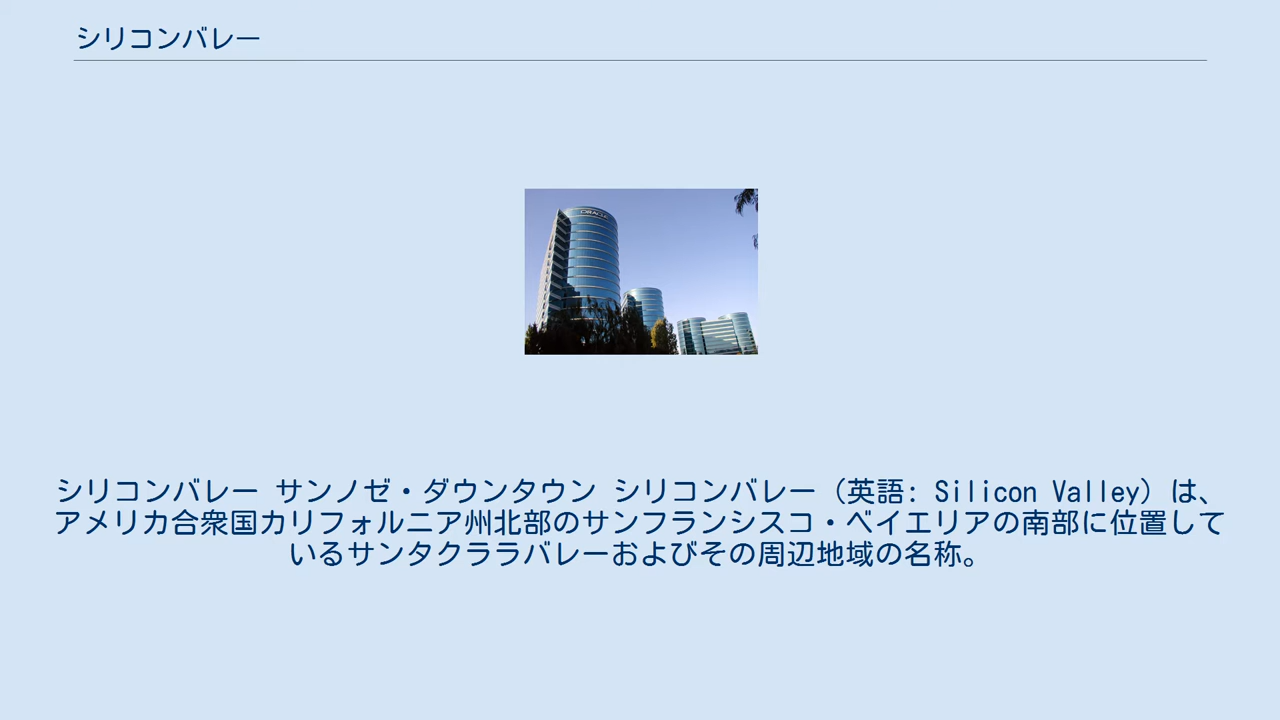 シリコンバレー
ORACLE
シリコンバレー サンノゼ・ダウンタウン シリコンバレー（英語: Silicon Valley）は、
アメリカ合衆国カリフォルニア州北部のサンフランシスコ・ベイエリアの南部に位置して
いるサンタクララバレーおよびその周辺地域の名称。